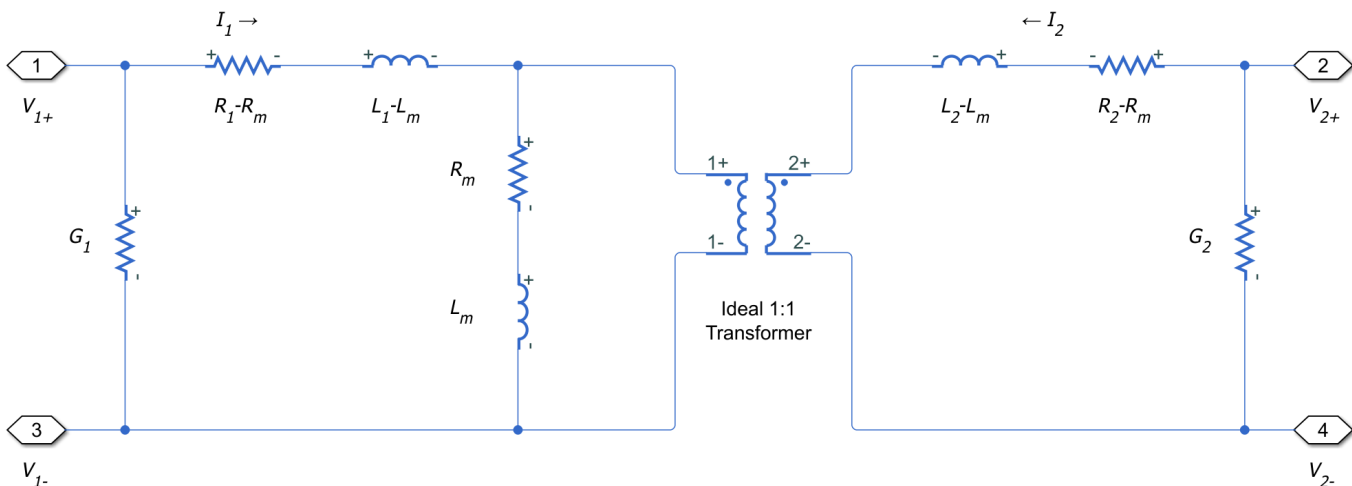 I₁ →
← I₂
+ -
+ -
- +
- +
1
2
V₁₊
R₁-Rₘ
L₁-Lₘ
L₂-Lₘ
R₂-Rₘ
V₂₊
+
Rₘ
-
1+ 2+
+
G₁
-
1- 2-
+
G₂
-
+
Lₘ
-
Ideal 1:1
Transformer
3
4
V₁₋
V₂₋